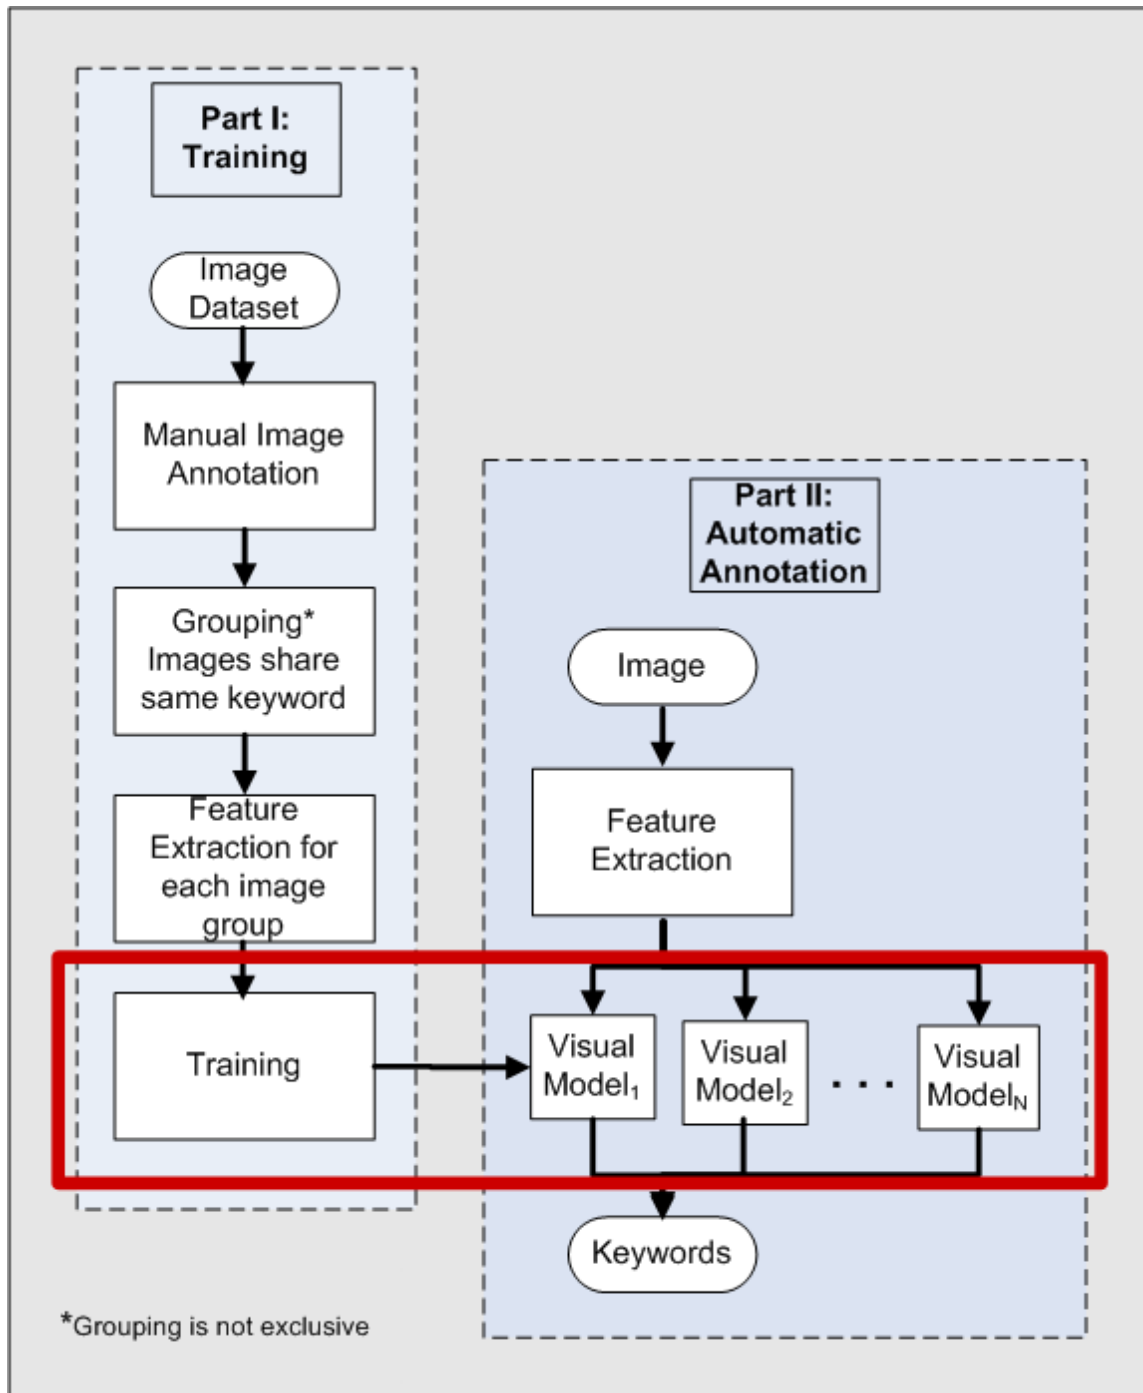 Part I:
Training
Image
Dataset
Manual Image
Annotation
Grouping*
Images share
same keyword
Feature
Extraction for
each image
group
Training
Part II:
Automatic
Annotation
Image
Feature
Extraction
Visual
Model₁
Visual
Model₂
. . .
Visual
Model_N
Keywords
*Grouping is not exclusive